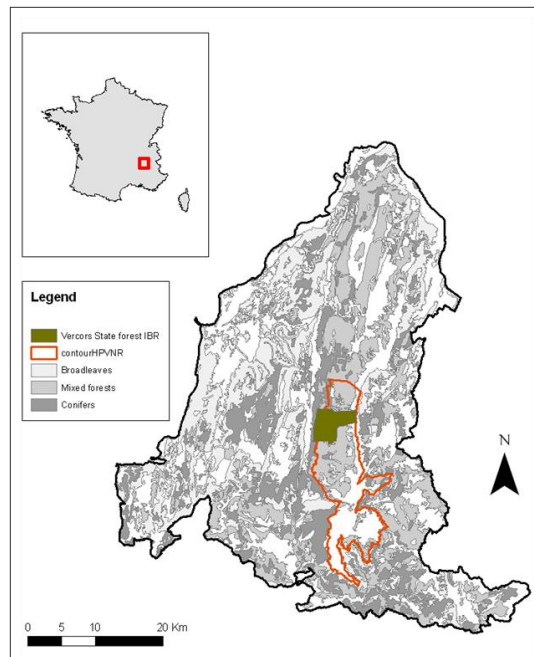 Legend
Vercors State forest IBR
contourHPVNR
Broadleaves
Mixed forests
Conifers
N
0 5 10 20 Km